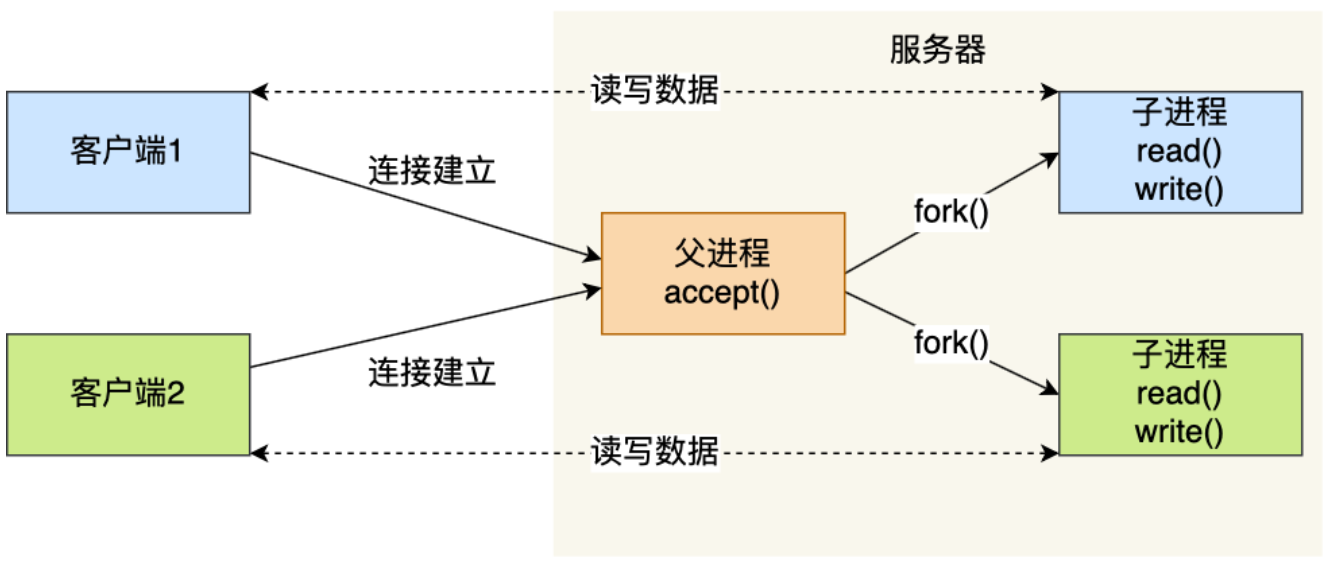 服务器
读写数据
客户端1
子进程
read()
write()
连接建立
fork()
父进程
accept()
连接建立
fork()
客户端2
子进程
read()
write()
读写数据